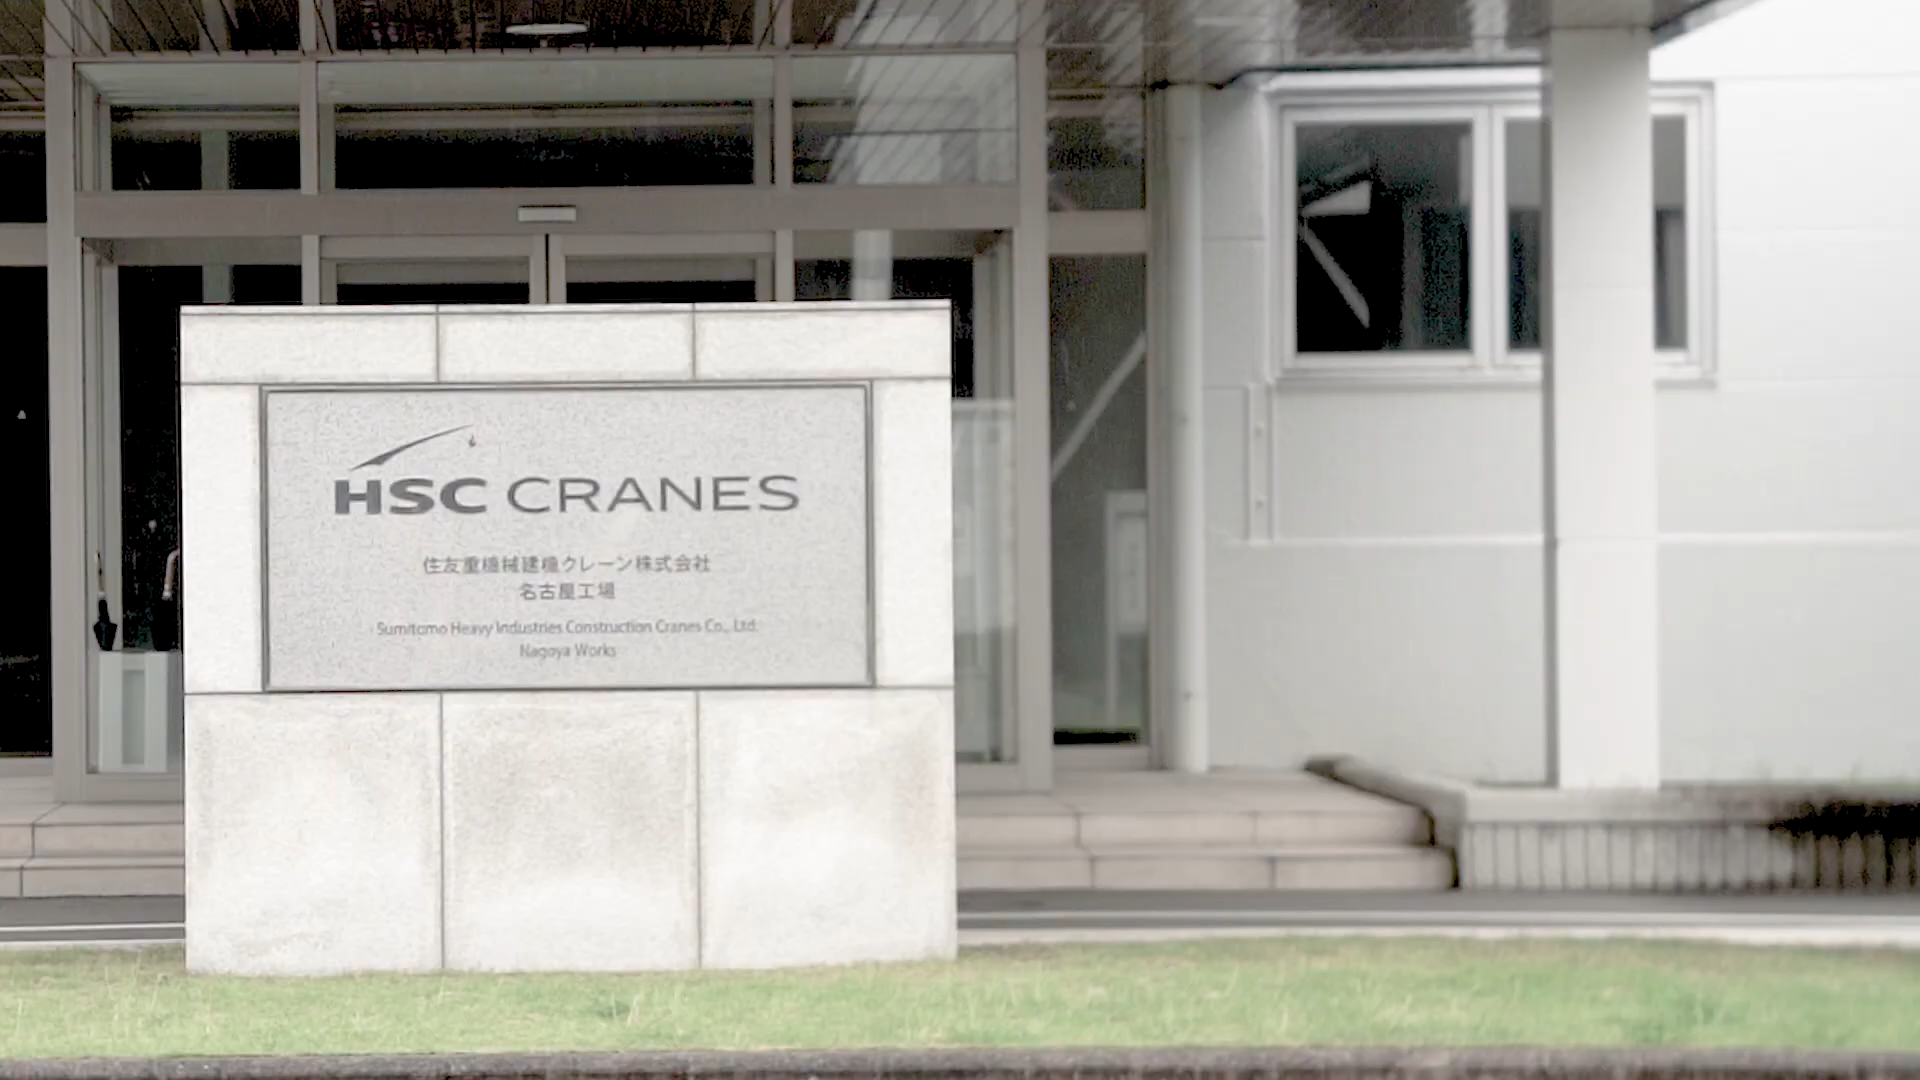 HSC CRANES
住友重機械建機クレーン株式会社
名古屋工場
Sumitomo Heavy Industries Construction Cranes Co., Ltd.
Nagoya Works